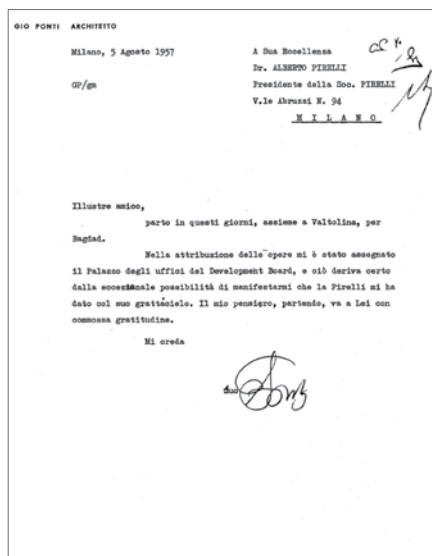 GIO PONTI ARCHITETTO
Milano, 5 Agosto 1957
GP/gm
A Sua Eccellenza
Dr. ALBERTO PIRELLI
Presidente della Soc. PIRELLI
V.le Abruzzi N. 94
MILANO
Illustre amico,
parto in questi giorni, assieme a Valtolina, per
Bagdad.
Nella attribuzione delle opere mi è stato assegnato
il Palazzo degli uffici del Development Board, e ciò deriva certo
dalla eccezionale possibilità di manifestarmi che la Pirelli mi ha
dato col suo grattacielo. Il mio pensiero, partendo, va a Lei con
commossa gratitudine.
Mi creda
suo